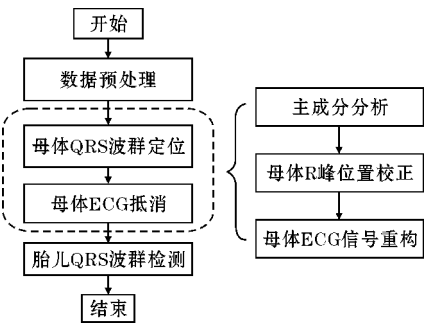 开始
数据预处理
母体QRS波群定位
母体ECG抵消
胎儿QRS波群检测
结束
主成分分析
母体R峰位置校正
母体ECG信号重构